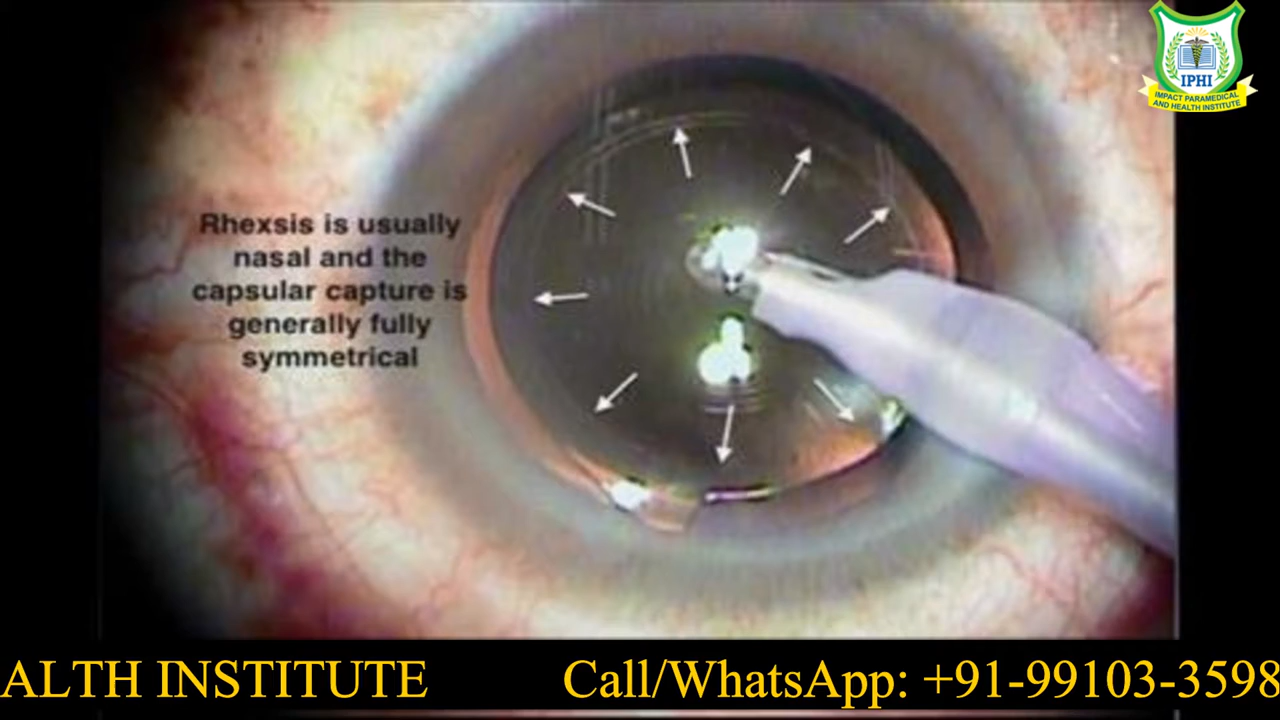 IPHI
IMPACT PARAMEDICAL
AND HEALTH INSTITUTE
Rhexsis is usually
nasal and the
capsular capture is
generally fully
symmetrical
ALTH INSTITUTE Call/WhatsApp: +91-99103-3598